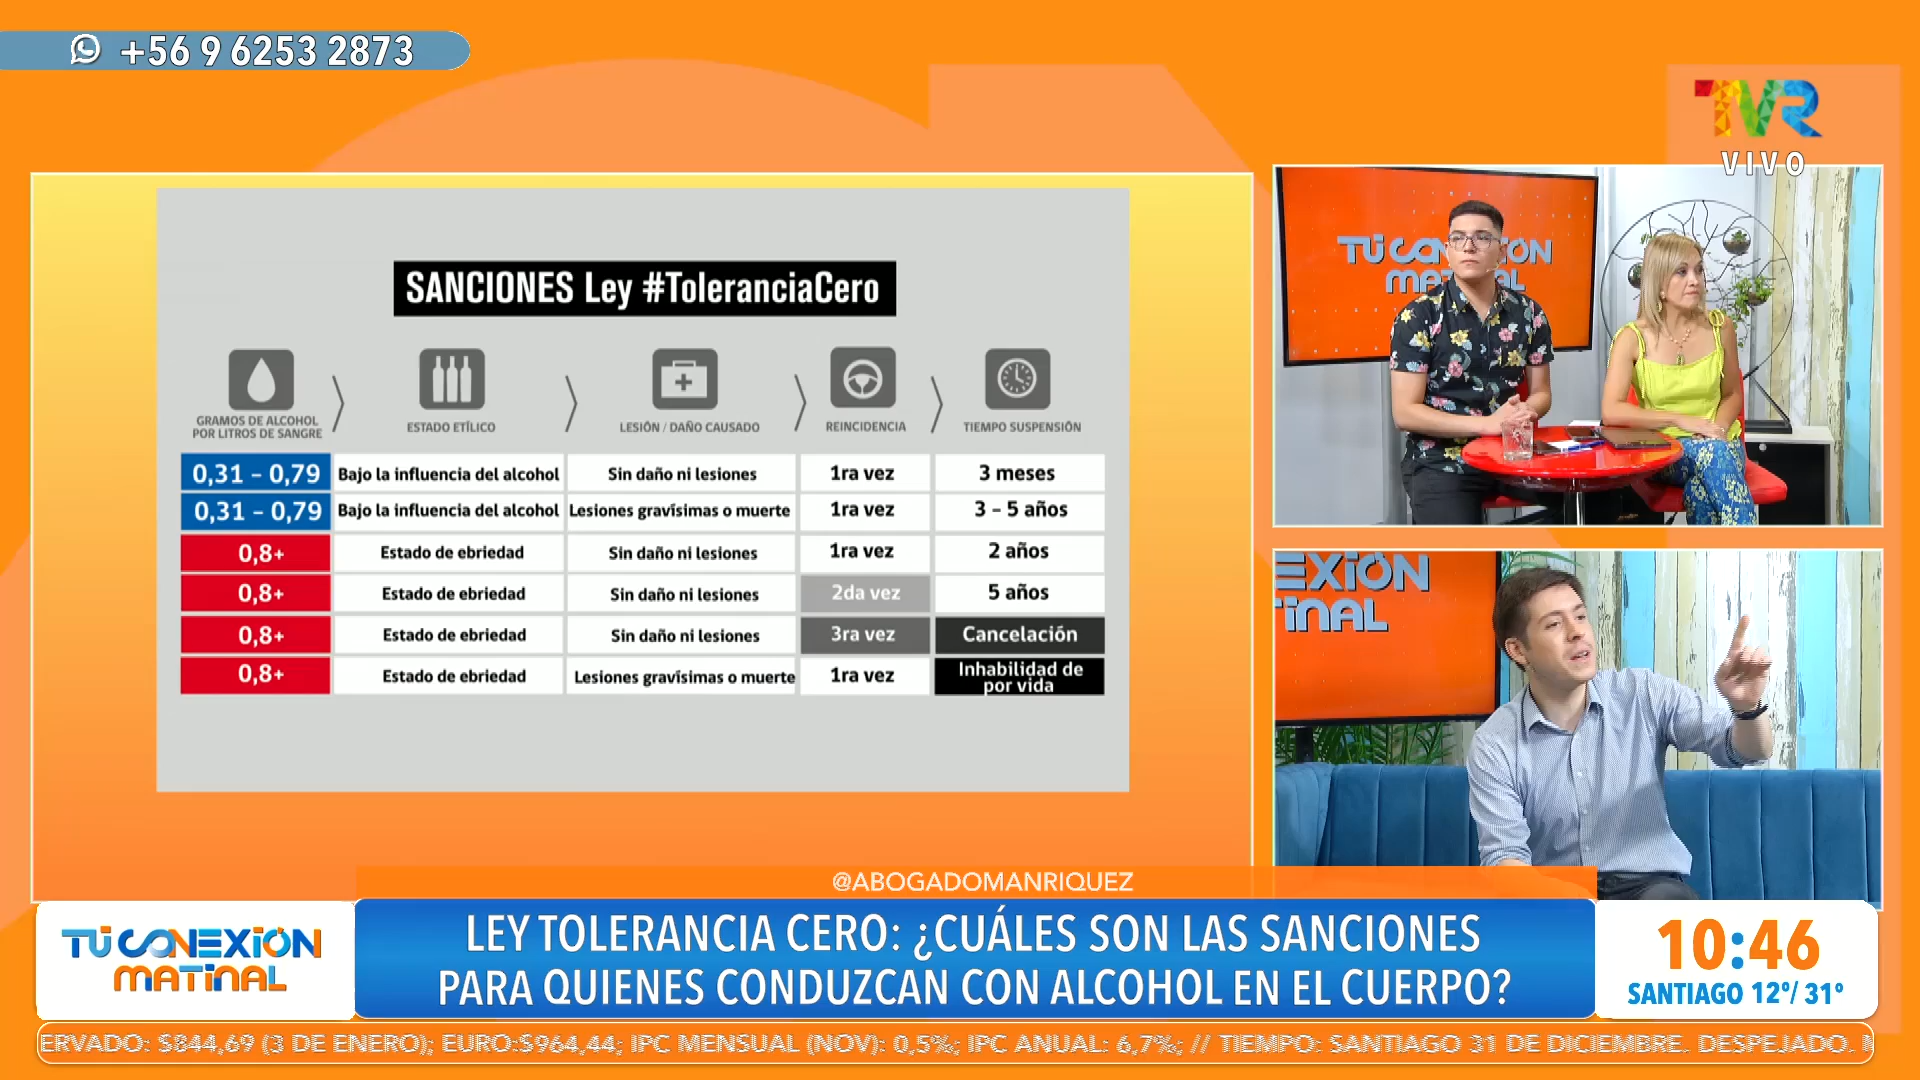 +56 9 6253 2873
TVR
VIVO
SANCIONES Ley #ToleranciaCero
GRAMOS DE ALCOHOL
POR LITROS DE SANGRE
ESTADO ETÍLICO
LESIÓN / DAÑO CAUSADO
REINCIDENCIA
TIEMPO SUSPENSIÓN
0,31 – 0,79 Bajo la influencia del alcohol Sin daño ni lesiones 1ra vez 3 meses
0,31 – 0,79 Bajo la influencia del alcohol Lesiones gravísimas o muerte 1ra vez 3 – 5 años
0,8+ Estado de ebriedad Sin daño ni lesiones 1ra vez 2 años
0,8+ Estado de ebriedad Sin daño ni lesiones 2da vez 5 años
0,8+ Estado de ebriedad Sin daño ni lesiones 3ra vez Cancelación
0,8+ Estado de ebriedad Lesiones gravísimas o muerte 1ra vez Inhabilidad de
por vida
TÚ CONEXIÓN
MATINAL
EXIÓN
TINAL
@ABOGADOMANRIQUEZ
LEY TOLERANCIA CERO: ¿CUÁLES SON LAS SANCIONES
PARA QUIENES CONDUZCAN CON ALCOHOL EN EL CUERPO?
TÚ CONEXIÓN
MATINAL
10:46
SANTIAGO 12°/ 31°
ERVADO: $844,69 (3 DE ENERO); EURO:$964,44; IPC MENSUAL (NOV): 0,5%; IPC ANUAL: 6,7%; // TIEMPO: SANTIAGO 31 DE DICIEMBRE. DESPEJADO.